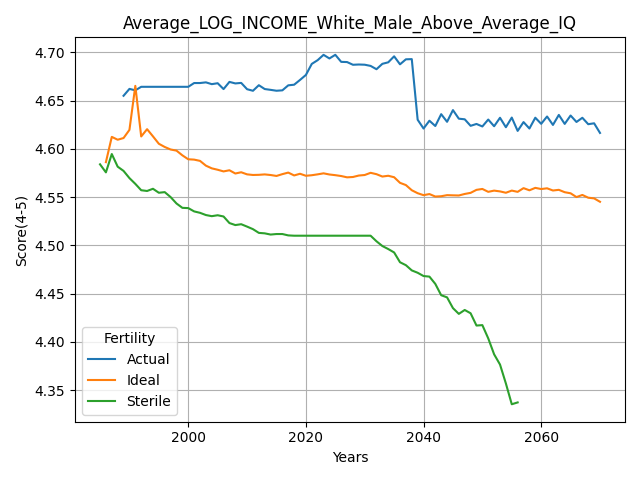 Average_LOG_INCOME_White_Male_Above_Average_IQ
4.70
4.65
4.60
4.55
4.50
4.45
4.40
4.35
Score(4-5)
Fertility
Actual
Ideal
Sterile
2000 2020 2040 2060
Years